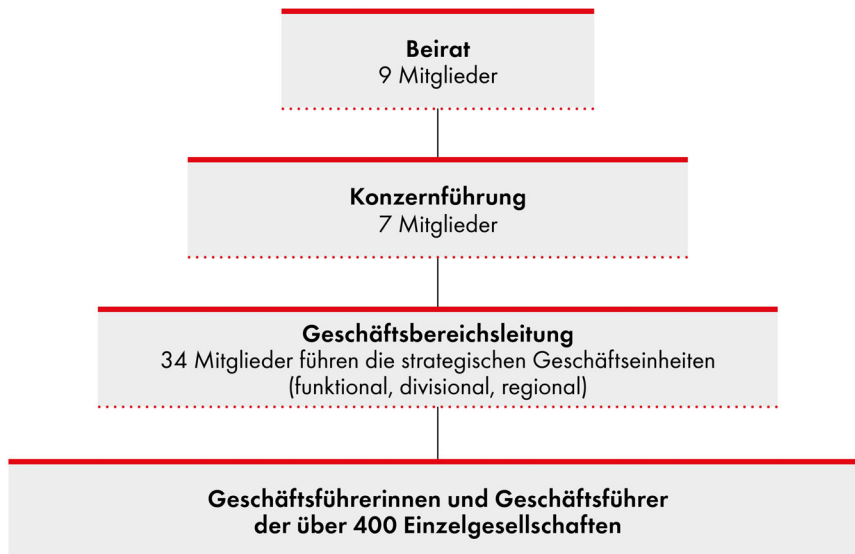 Beirat
9 Mitglieder
Konzernführung
7 Mitglieder
Geschäftsbereichsleitung
34 Mitglieder führen die strategischen Geschäftseinheiten
(funktional, divisional, regional)
Geschäftsführerinnen und Geschäftsführer
der über 400 Einzelgesellschaften